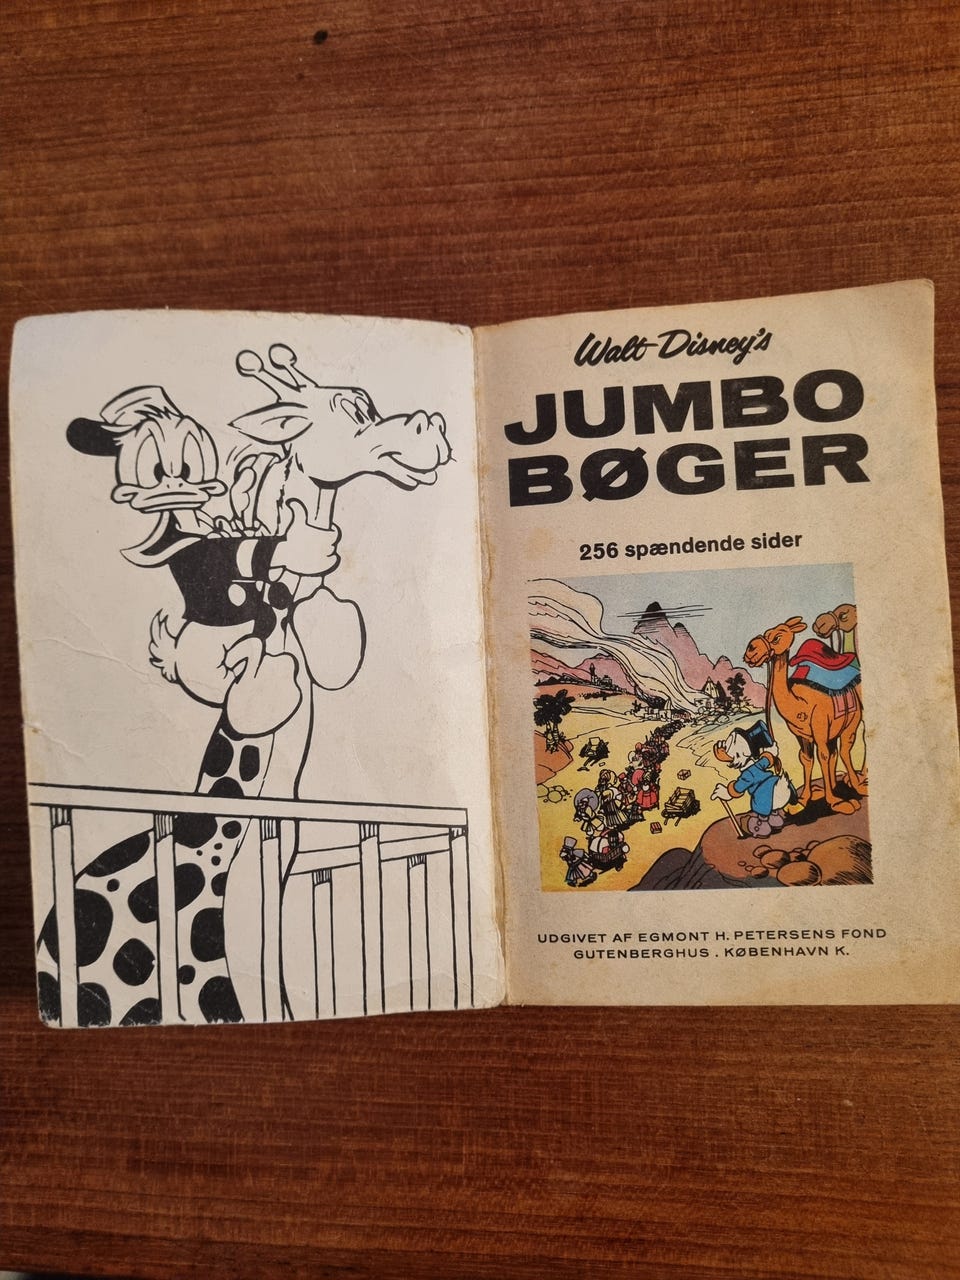 Walt Disney's
JUMBO
BØGER
256 spændende sider
UDGIVET AF EGMONT H. PETERSENS FOND
GUTENBERGHUS . KØBENHAVN K.